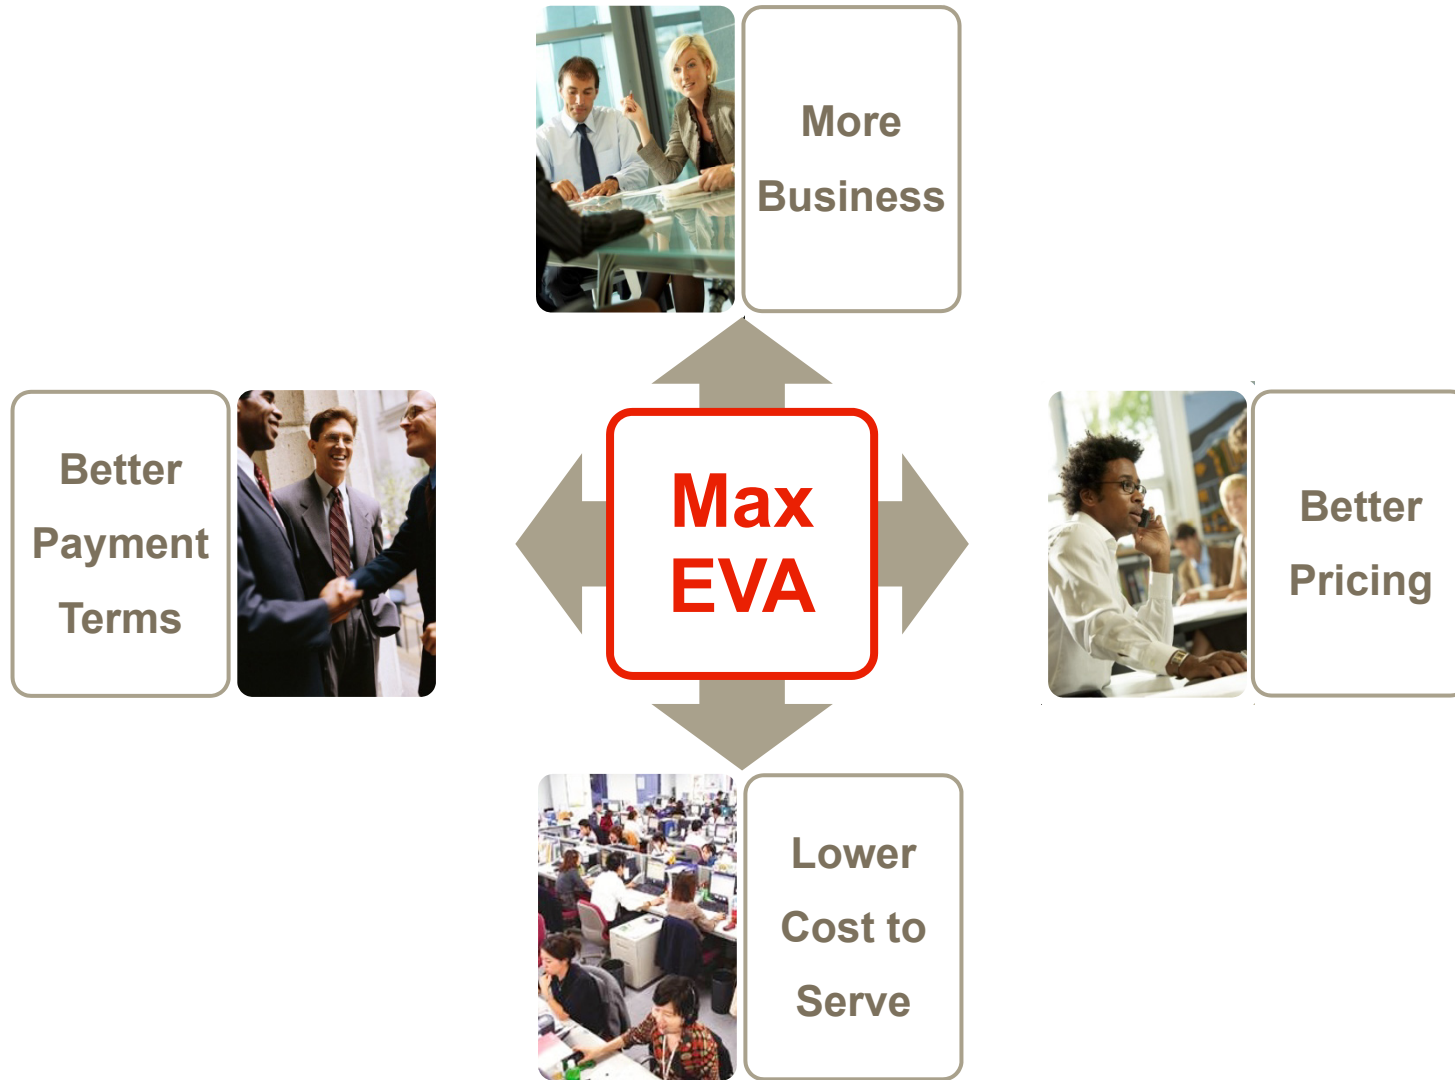 More
Business
Better
Payment
Terms
Max
EVA
Better
Pricing
Lower
Cost to
Serve